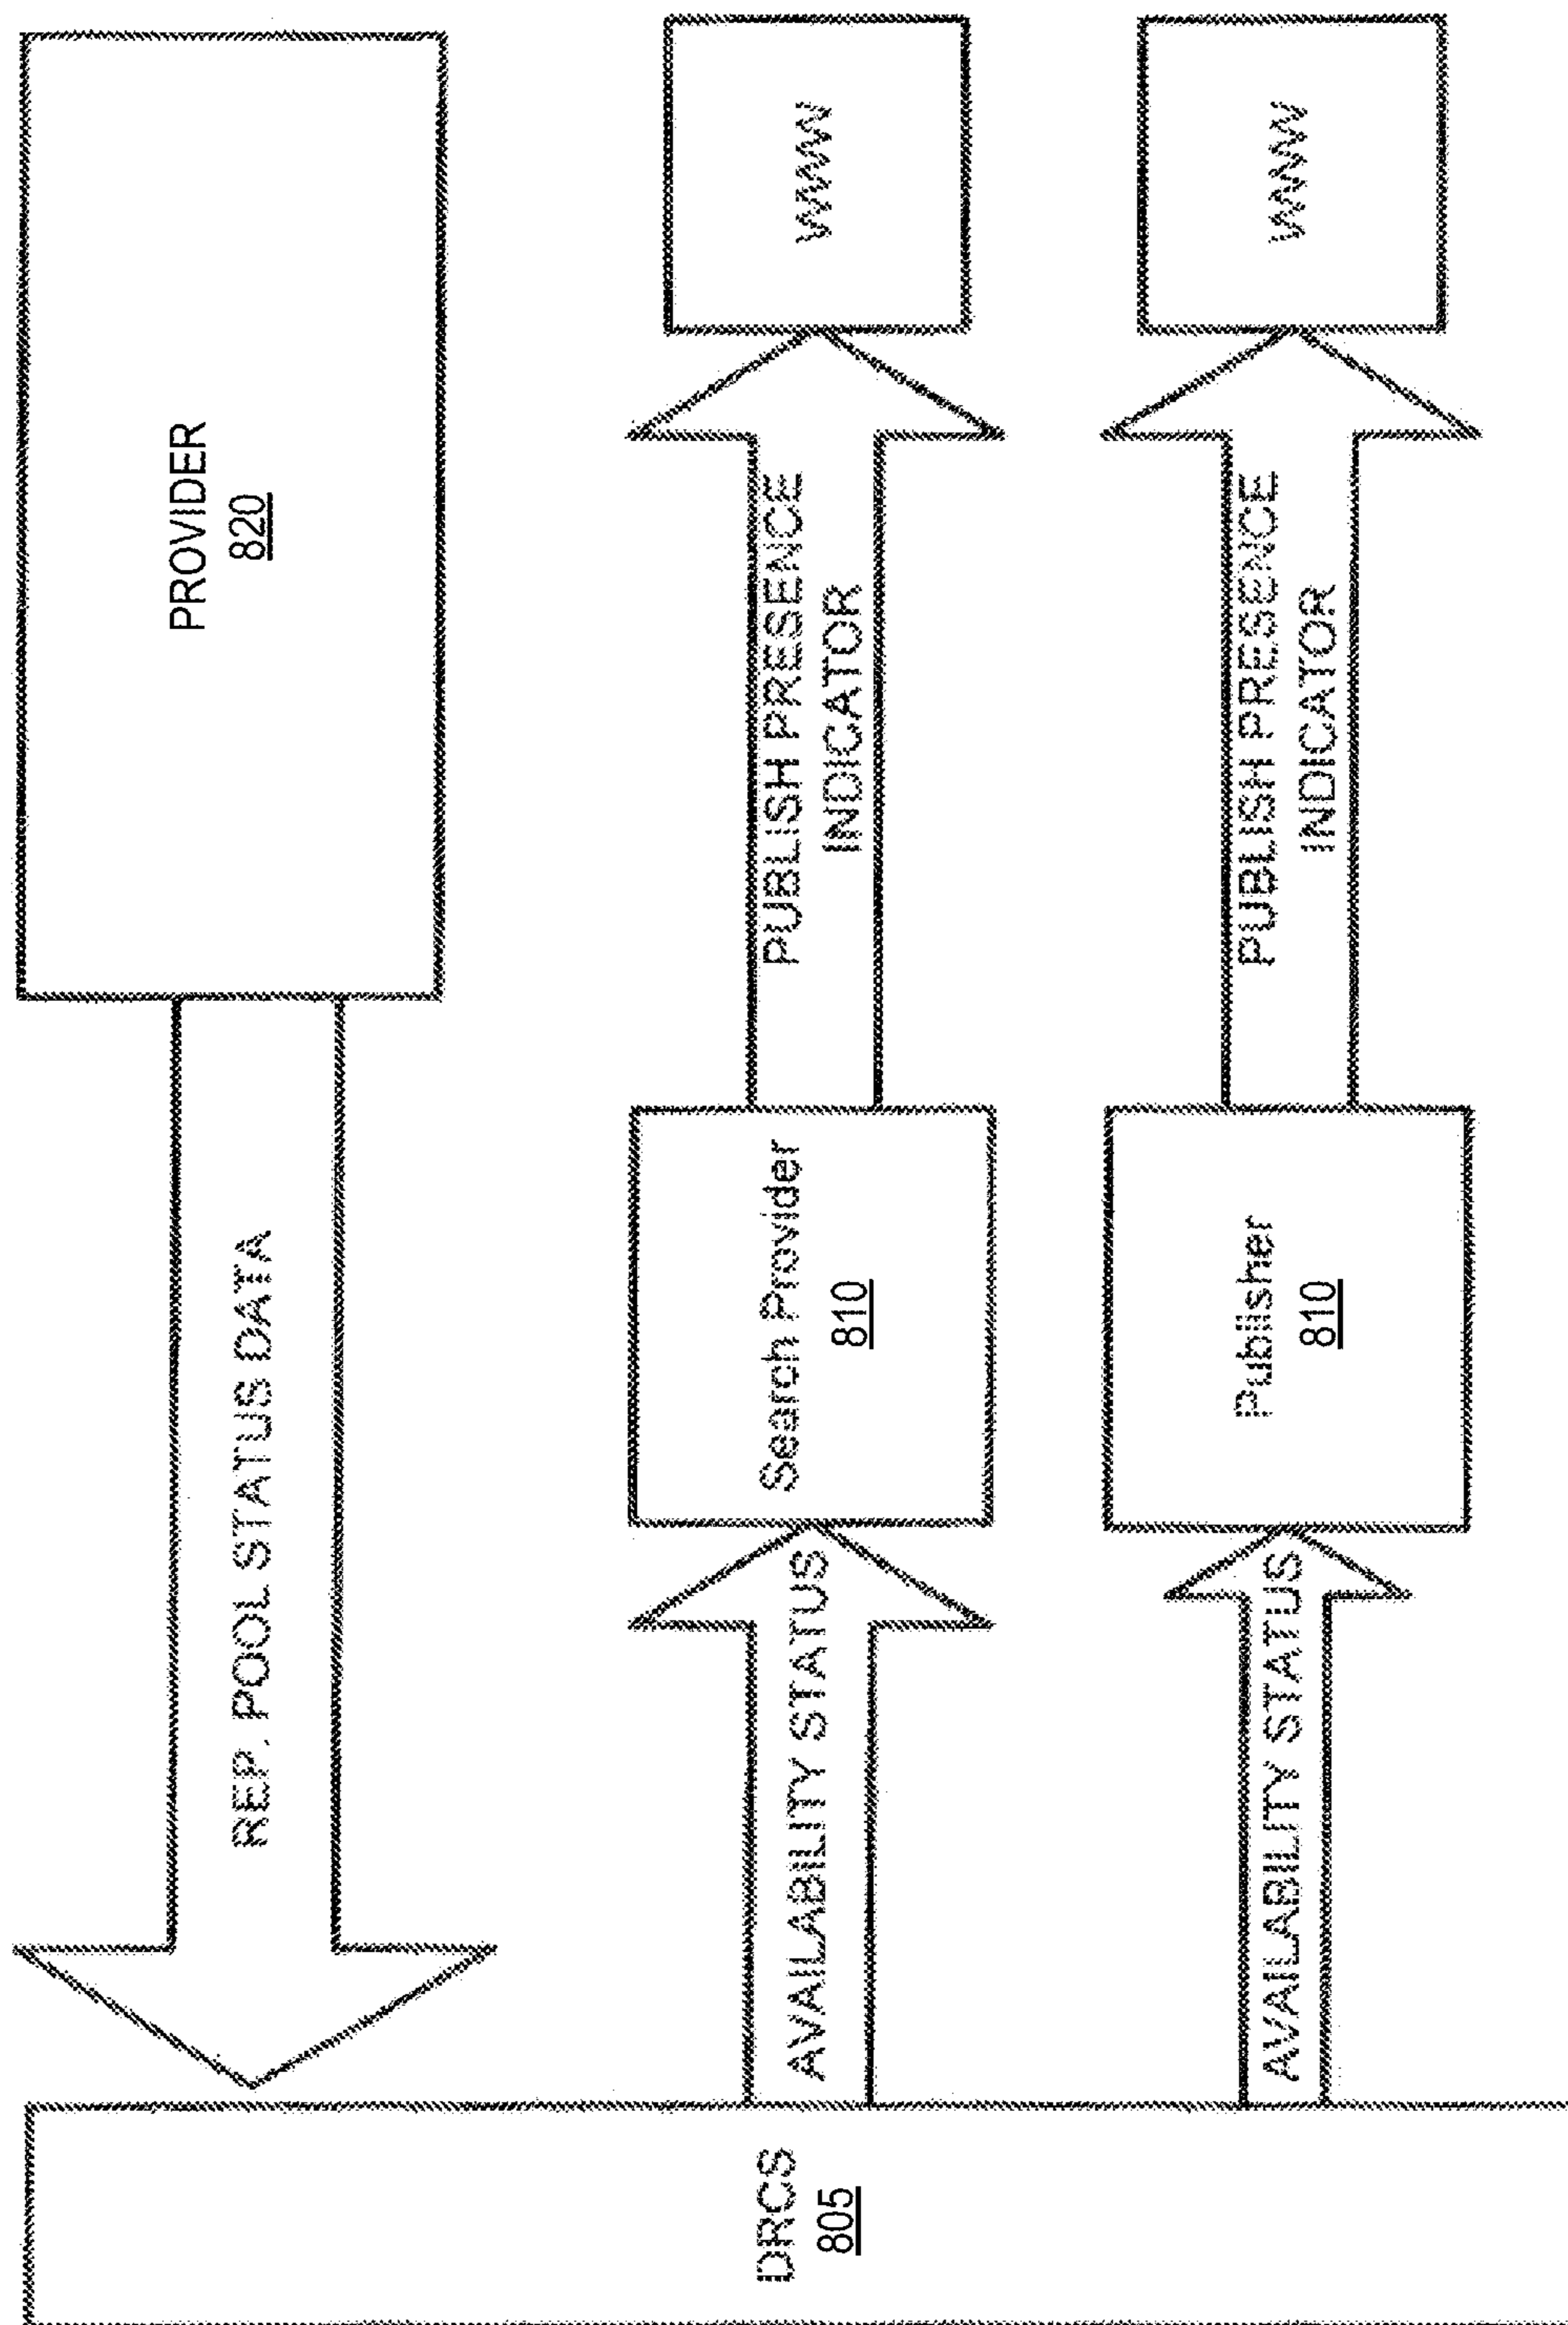 PROVIDER
820
REP. POOL STATUS DATA
WWW
PUBLISH PRESENCE
INDICATOR
Search Provider
810
AVAILABILITY STATUS
WWW
PUBLISH PRESENCE
INDICATOR
Publisher
810
AVAILABILITY STATUS
DRCS
805